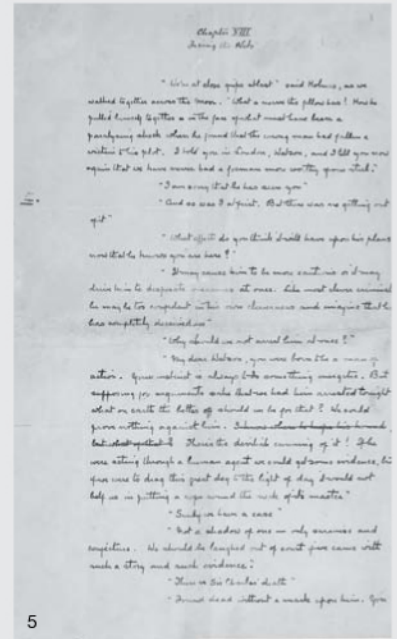 Chapter XIII
Fixing the Nets
"We're at close grips at last" said Holmes, as we
walked together across the moor. "What a nerve the fellow has! How he
pulled himself together in the face of what must have been a
paralyzing shock when he found that the wrong man had fallen a
victim to his plot. I told you in London, Watson, and I tell you now
again that we have never had a foeman more worthy of our steel."
"I am sorry that he has seen you"
"And so was I at first. But there was no getting out
of it"
"What effect do you think it will have upon his plans
now that he knows you are here?"
"It may cause him to be more cautious or it may
drive him to desperate measures at once. Like most clever criminals
he may be too confident in his own cleverness and imagine that he
has completely deceived us"
"Why should we not arrest him at once?"
"My dear Watson, you were born to be a man of
action. Your instinct is always to do something energetic. But
supposing for argument's sake that we had him arrested tonight
what on earth the better off should we be for that? We could
prove nothing against him.
There's the devilish cunning of it! If he
were acting through a human agent we could get some evidence, but
if we were to drag this great dog to the light of day it would not
help us in putting a rope round the neck of its master"
"Surely we have a case"
"Not a shadow of one — only surmise and
conjecture. We should be laughed out of court if we came with
such a story and such evidence."
"There is Sir Charles' death"
"Found dead without a mark upon him. You
5